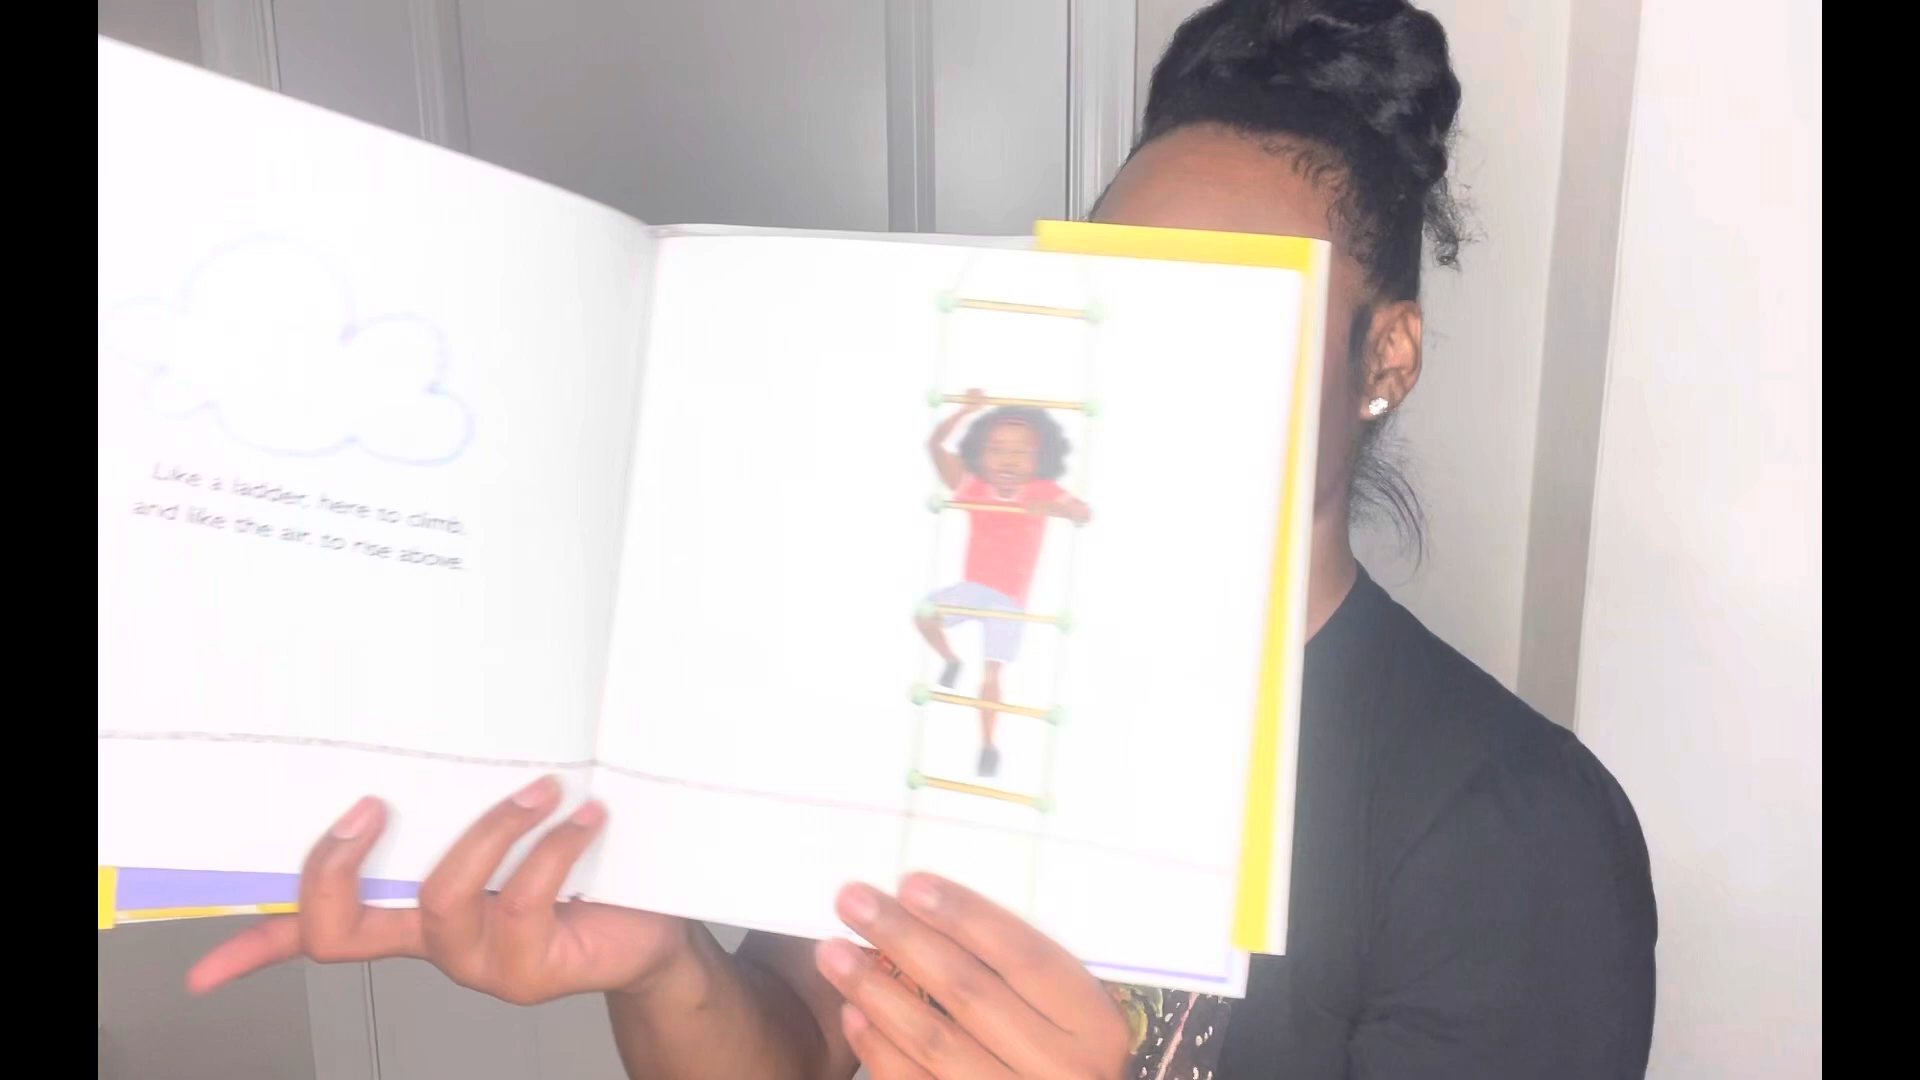 Like a ladder, here to climb,
and like the air, to rise above.